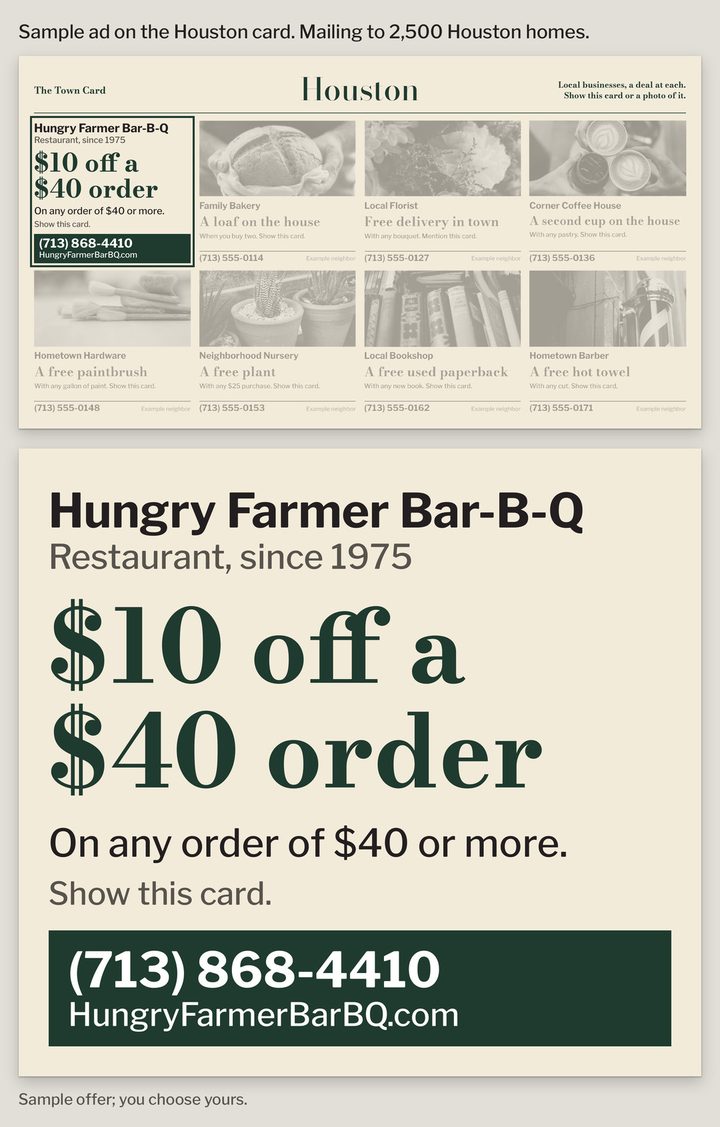 Sample ad on the Houston card. Mailing to 2,500 Houston homes.
The Town Card
Houston
Local businesses, a deal at each.
Show this card or a photo of it.
Hungry Farmer Bar-B-Q
Restaurant, since 1975
$10 off a
$40 order
On any order of $40 or more.
Show this card.
(713) 868-4410
HungryFarmerBarBQ.com
Family Bakery
A loaf on the house
When you buy two. Show this card.
(713) 555-0114
Example neighbor
Local Florist
Free delivery in town
With any bouquet. Mention this card.
(713) 555-0127
Example neighbor
Corner Coffee House
A second cup on the house
With any pastry. Show this card.
(713) 555-0136
Example neighbor
Hometown Hardware
A free paintbrush
With any gallon of paint. Show this card.
(713) 555-0148
Example neighbor
Neighborhood Nursery
A free plant
With any $25 purchase. Show this card.
(713) 555-0153
Example neighbor
Local Bookshop
A free used paperback
With any new book. Show this card.
(713) 555-0162
Example neighbor
Hometown Barber
A free hot towel
With any cut. Show this card.
(713) 555-0171
Example neighbor
Hungry Farmer Bar-B-Q
Restaurant, since 1975
$10 off a
$40 order
On any order of $40 or more.
Show this card.
(713) 868-4410
HungryFarmerBarBQ.com
Sample offer; you choose yours.